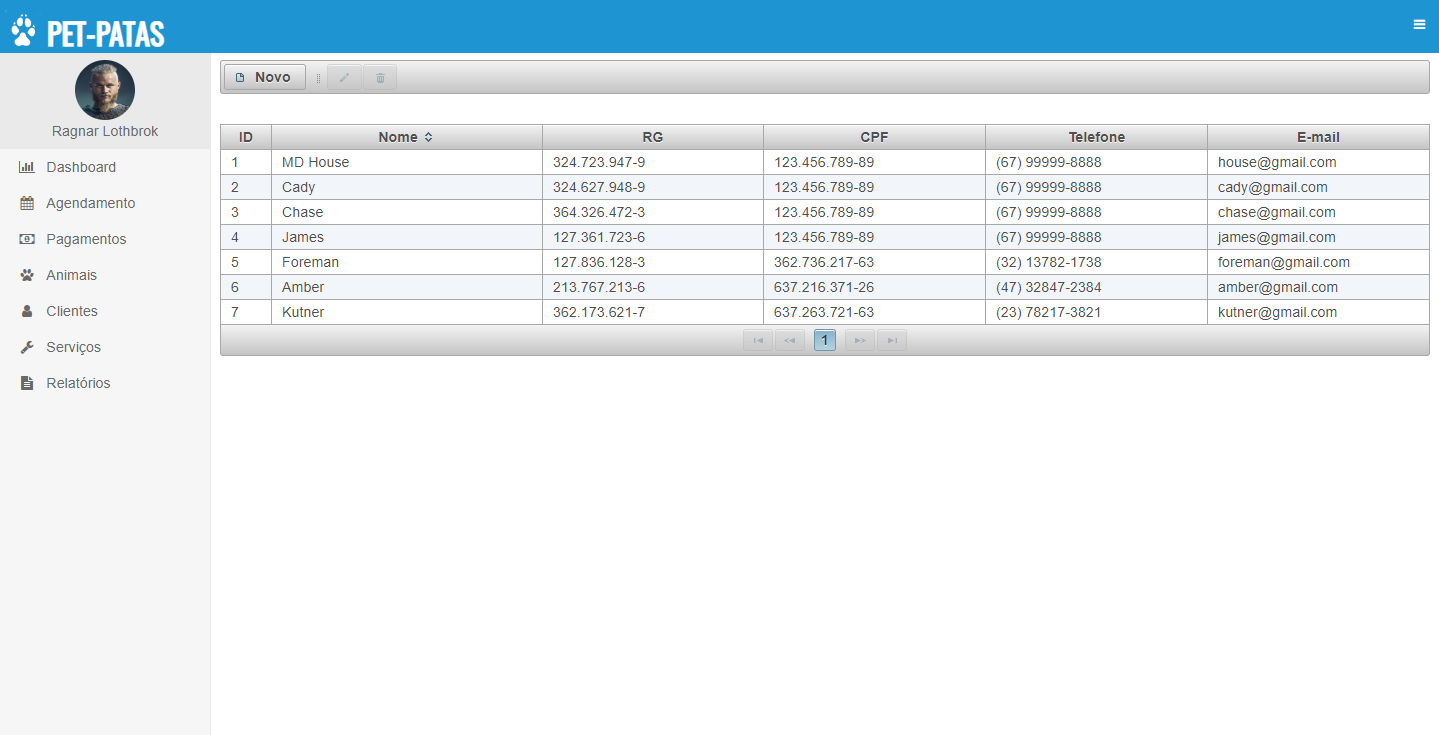 PET-PATAS
Ragnar Lothbrok
Dashboard
Agendamento
Pagamentos
Animais
Clientes
Serviços
Relatórios
Novo
ID Nome RG CPF Telefone E-mail
1 MD House 324.723.947-9 123.456.789-89 (67) 99999-8888 house@gmail.com
2 Cady 324.627.948-9 123.456.789-89 (67) 99999-8888 cady@gmail.com
3 Chase 364.326.472-3 123.456.789-89 (67) 99999-8888 chase@gmail.com
4 James 127.361.723-6 123.456.789-89 (67) 99999-8888 james@gmail.com
5 Foreman 127.836.128-3 362.736.217-63 (32) 13782-1738 foreman@gmail.com
6 Amber 213.767.213-6 637.216.371-26 (47) 32847-2384 amber@gmail.com
7 Kutner 362.173.621-7 637.263.721-63 (23) 78217-3821 kutner@gmail.com
1